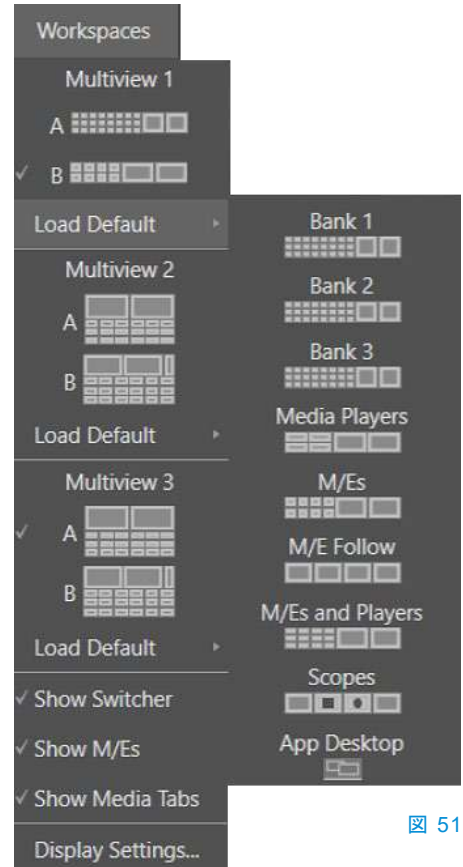 Workspaces
Multiview 1
A
B
Load Default
Multiview 2
A
B
Load Default
Multiview 3
A
B
Load Default
Show Switcher
Show M/Es
Show Media Tabs
Display Settings...
Bank 1
Bank 2
Bank 3
Media Players
M/Es
M/E Follow
M/Es and Players
Scopes
App Desktop
図 51